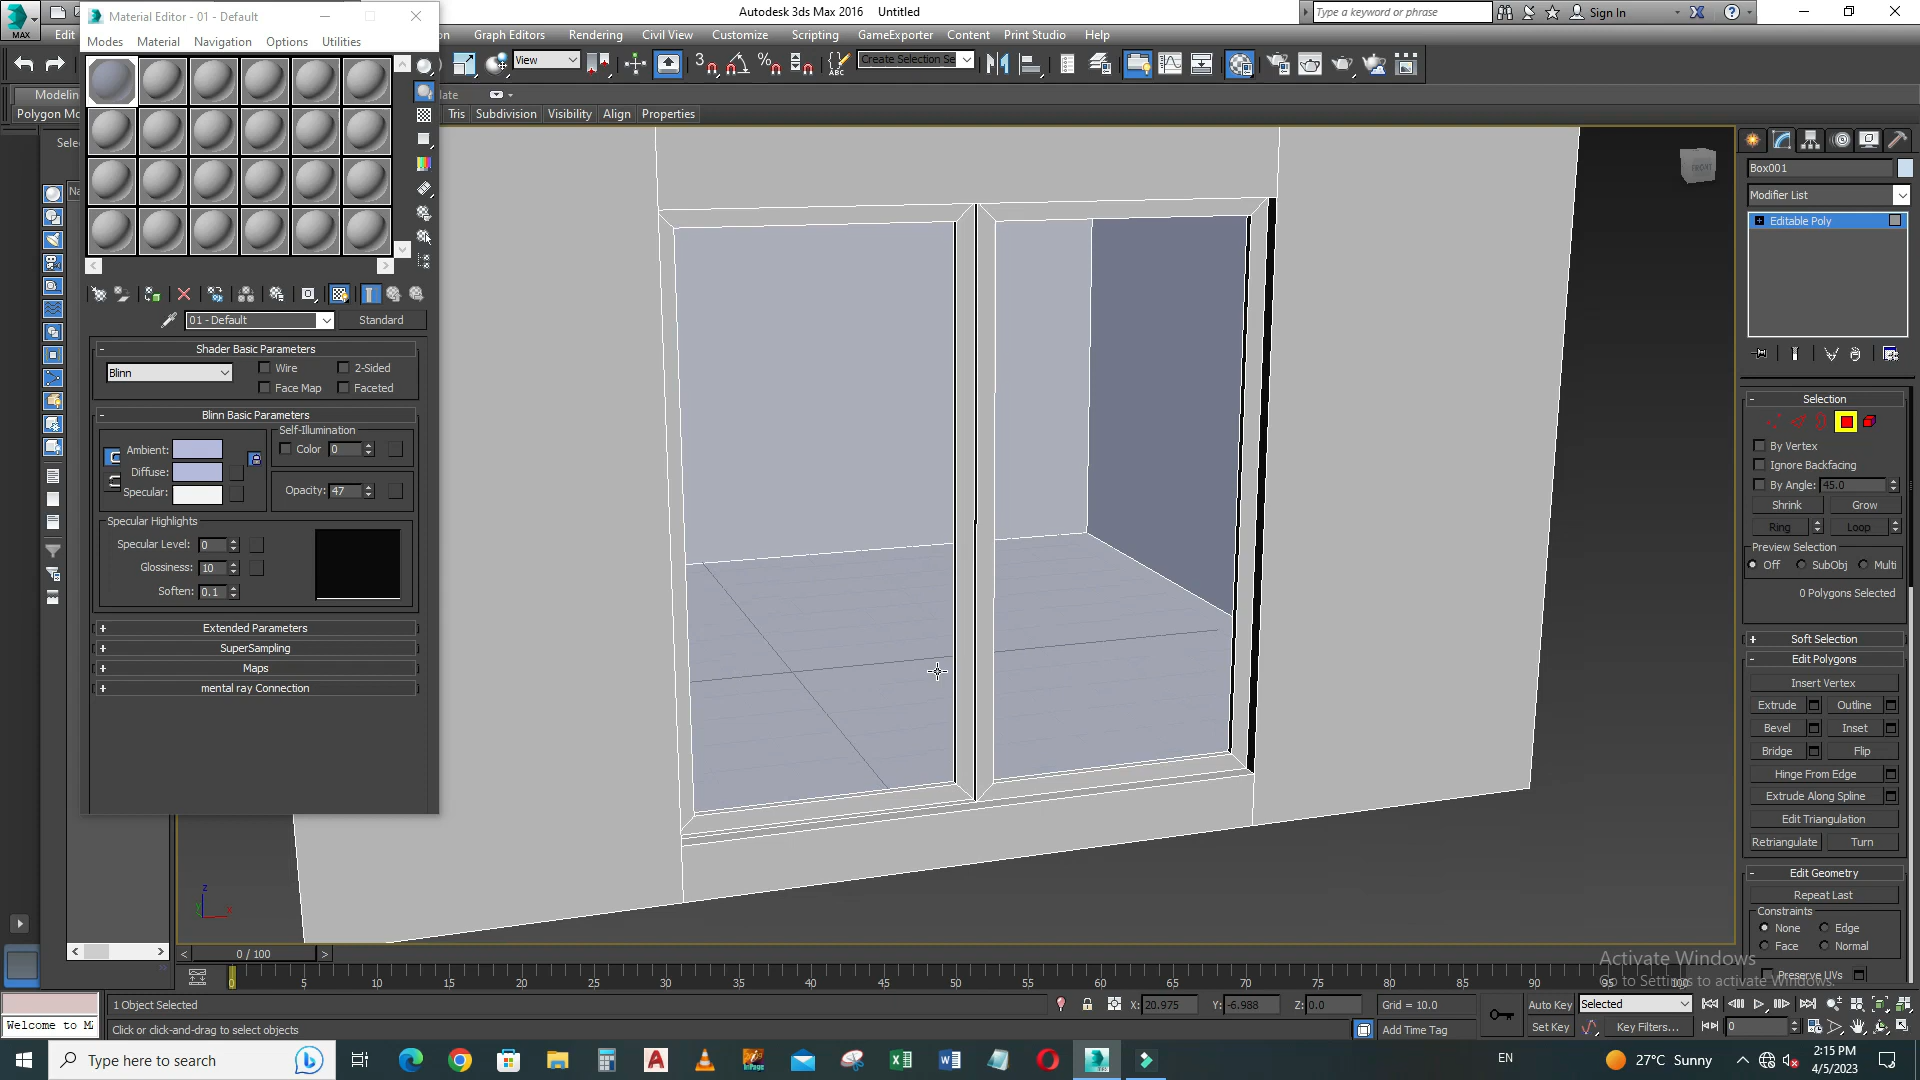 Material Editor - 01 - Default
Autodesk 3ds Max 2016    Untitled
Type a keyword or phrase
Sign In
MAX
Edit
Modes  Material  Navigation  Options  Utilities
Graph Editors  Rendering  Civil View  Customize  Scripting  GameExporter  Content  Print Studio  Help
View
Create Selection Se
Modeling
Polygon Mo
Tris  Subdivision  Visibility  Align  Properties
Sele
Na
01 - Default
Standard
Shader Basic Parameters
Blinn
Wire
2-Sided
Face Map
Faceted
Blinn Basic Parameters
Self-Illumination
Ambient:
Color 0
Diffuse:
Specular:
Opacity: 47
Specular Highlights
Specular Level: 0
Glossiness: 10
Soften: 0.1
+ Extended Parameters
+ SuperSampling
+ Maps
+ mental ray Connection
FRONT
Box001
Modifier List
Editable Poly
Selection
By Vertex
Ignore Backfacing
By Angle: 45.0
Shrink  Grow
Ring  Loop
Preview Selection
Off  SubObj  Multi
0 Polygons Selected
+ Soft Selection
- Edit Polygons
Insert Vertex
Extrude  Outline
Bevel  Inset
Bridge  Flip
Hinge From Edge
Extrude Along Spline
Edit Triangulation
Retriangulate  Turn
- Edit Geometry
Repeat Last
Constraints
None  Edge
Face  Normal
Preserve UVs
Activate Windows
Go to Settings to activate Windows.
z
x
0 / 100
0 5 10 15 20 25 30 35 40 45 50 55 60 65 70 75 80 85 90 95 100
1 Object Selected
X: 20.975  Y: -6.988  Z: 0.0  Grid = 10.0
Auto Key  Selected
Welcome to MA
Click or click-and-drag to select objects
Add Time Tag
Set Key  Key Filters...
0
Type here to search
EN
27°C Sunny
2:15 PM
4/5/2023